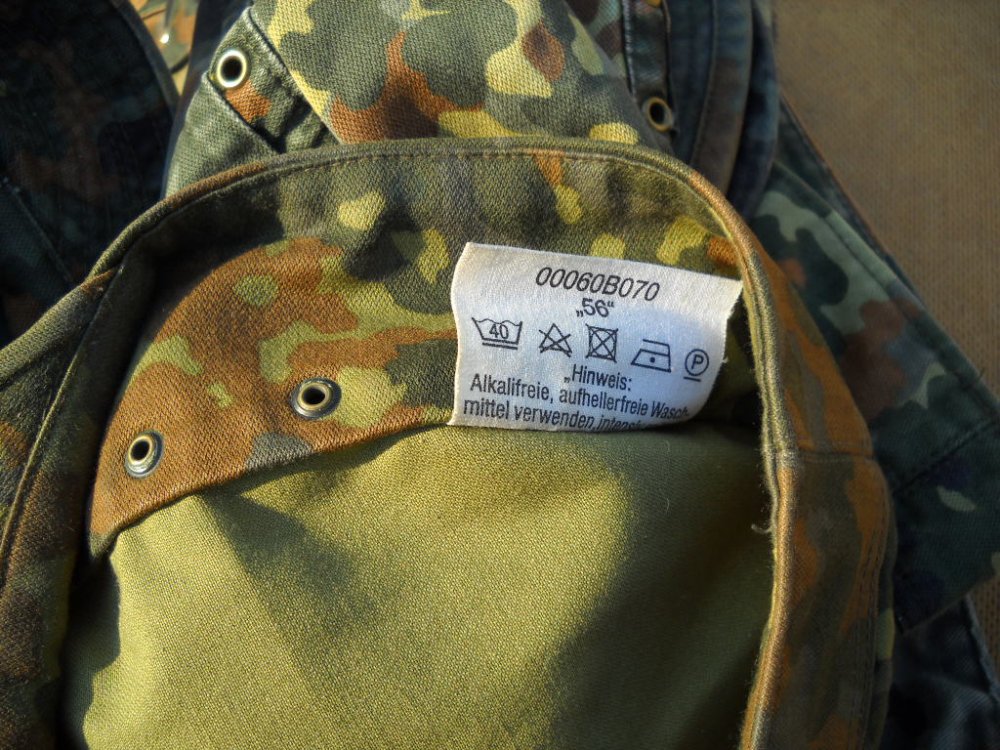 00060B070
„56“
40 P
„Hinweis:
Alkalifreie, aufhellerfreie Wasch-
mittel verwenden,